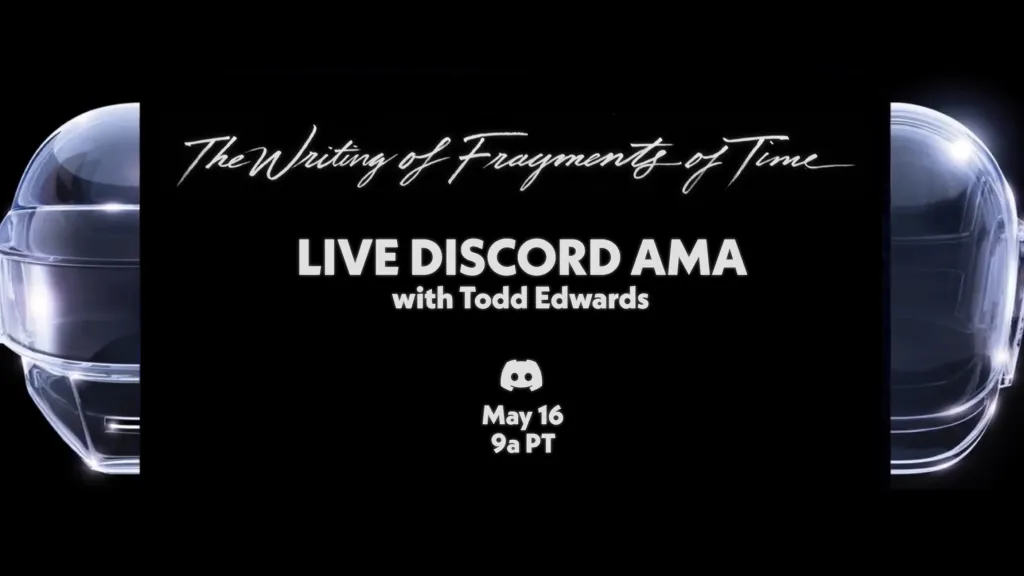 The Writing of Fragments of Time
LIVE DISCORD AMA
with Todd Edwards
May 16
9a PT